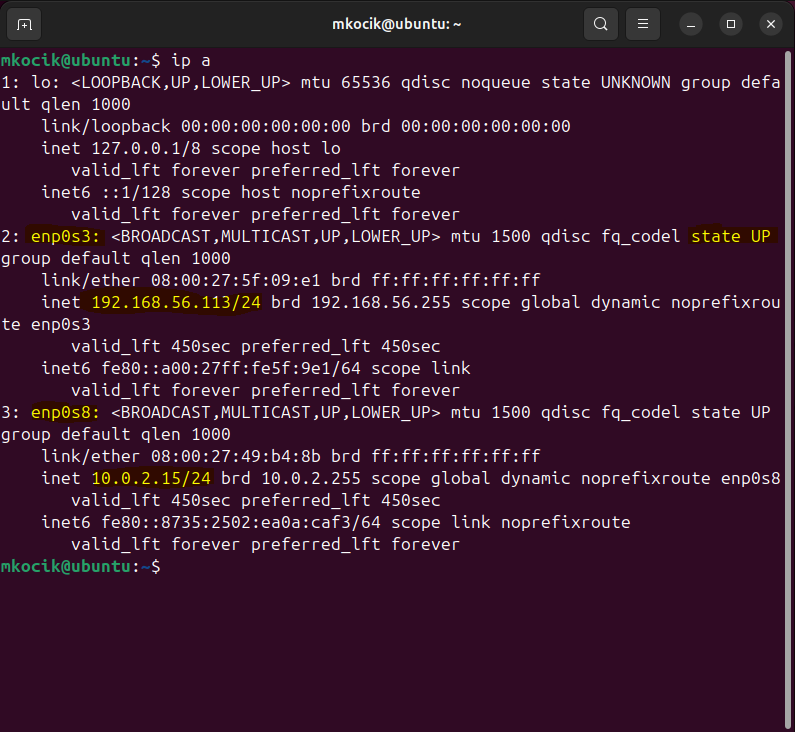 mkocik@ubuntu: ~
mkocik@ubuntu:~$ ip a
1: lo: <LOOPBACK,UP,LOWER_UP> mtu 65536 qdisc noqueue state UNKNOWN group defa
ult qlen 1000
    link/loopback 00:00:00:00:00:00 brd 00:00:00:00:00:00
    inet 127.0.0.1/8 scope host lo
       valid_lft forever preferred_lft forever
    inet6 ::1/128 scope host noprefixroute
       valid_lft forever preferred_lft forever
2: enp0s3: <BROADCAST,MULTICAST,UP,LOWER_UP> mtu 1500 qdisc fq_codel state UP
group default qlen 1000
    link/ether 08:00:27:5f:09:e1 brd ff:ff:ff:ff:ff:ff
    inet 192.168.56.113/24 brd 192.168.56.255 scope global dynamic noprefixrou
te enp0s3
       valid_lft 450sec preferred_lft 450sec
    inet6 fe80::a00:27ff:fe5f:9e1/64 scope link
       valid_lft forever preferred_lft forever
3: enp0s8: <BROADCAST,MULTICAST,UP,LOWER_UP> mtu 1500 qdisc fq_codel state UP
group default qlen 1000
    link/ether 08:00:27:49:b4:8b brd ff:ff:ff:ff:ff:ff
    inet 10.0.2.15/24 brd 10.0.2.255 scope global dynamic noprefixroute enp0s8
       valid_lft 450sec preferred_lft 450sec
    inet6 fe80::8735:2502:ea0a:caf3/64 scope link noprefixroute
       valid_lft forever preferred_lft forever
mkocik@ubuntu:~$